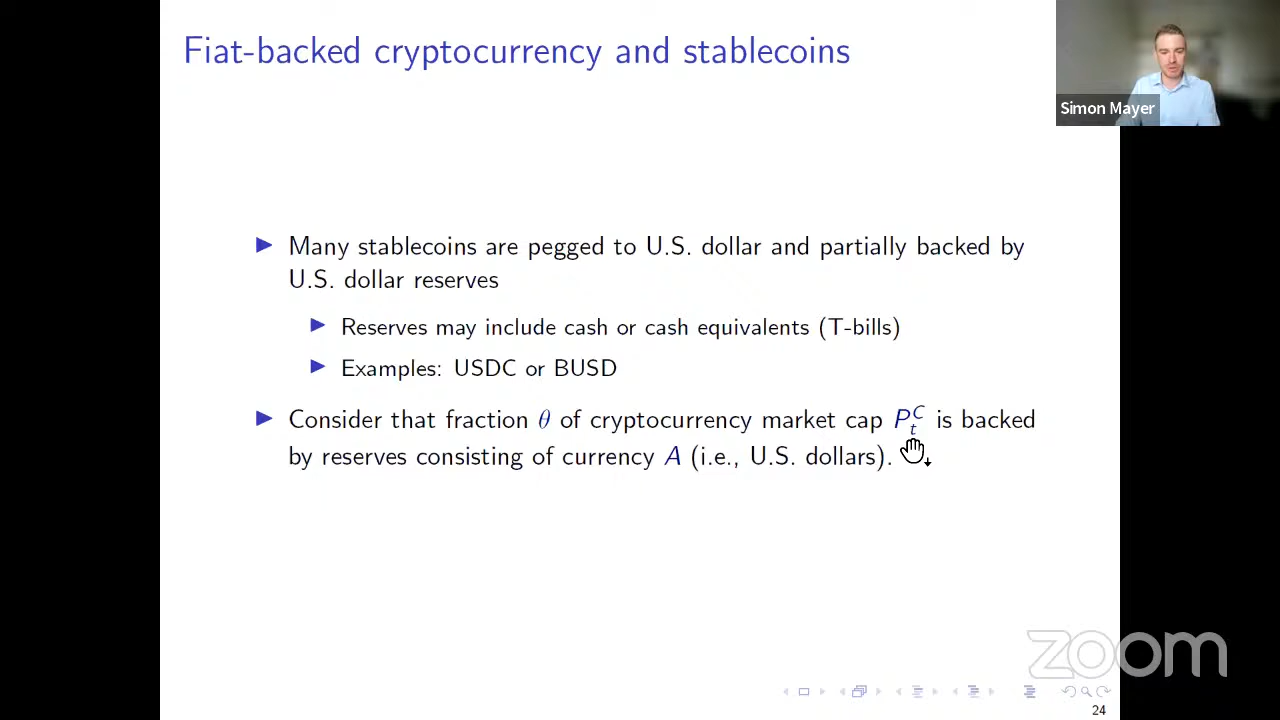 Fiat-backed cryptocurrency and stablecoins
Simon Mayer
▶ Many stablecoins are pegged to U.S. dollar and partially backed by
U.S. dollar reserves
▶ Reserves may include cash or cash equivalents (T-bills)
▶ Examples: USDC or BUSD
▶ Consider that fraction θ of cryptocurrency market cap P_t^C is backed
by reserves consisting of currency A (i.e., U.S. dollars).
zoom
24